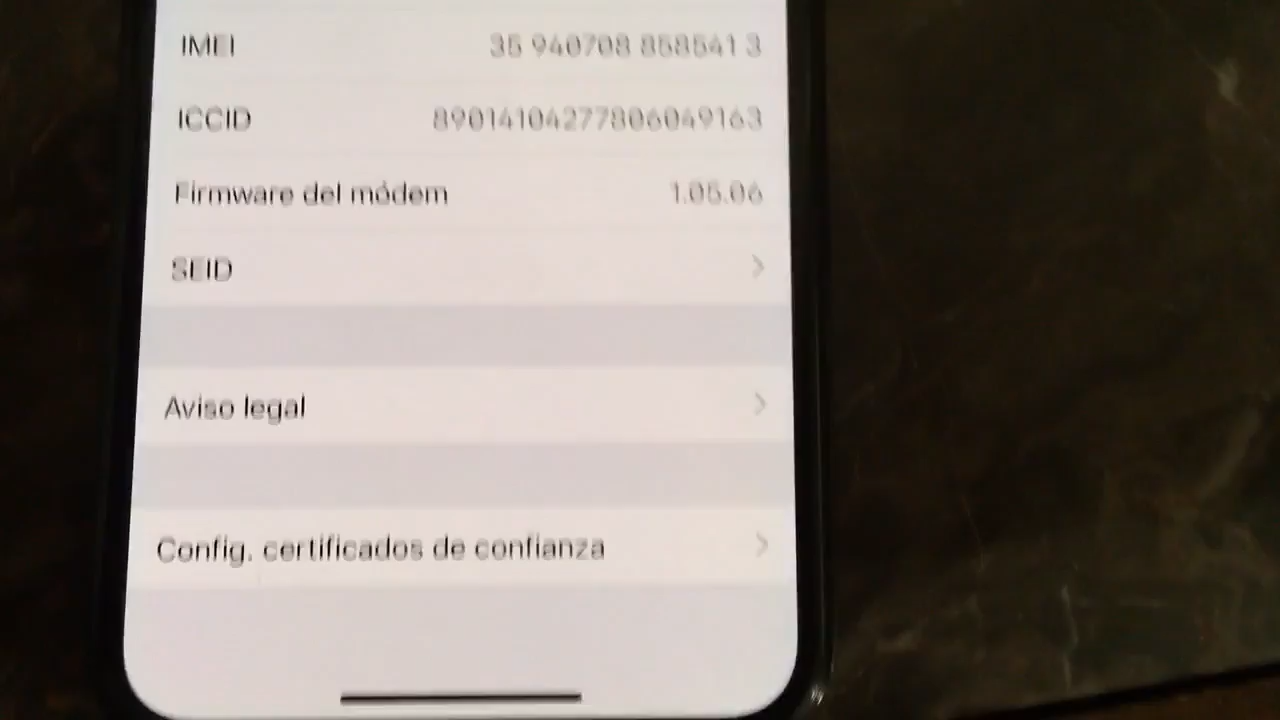 IMEI 35 940708 858541 3
ICCID 89014104277806049163
Firmware del módem 1.05.06
SEID
Aviso legal
Config. certificados de confianza